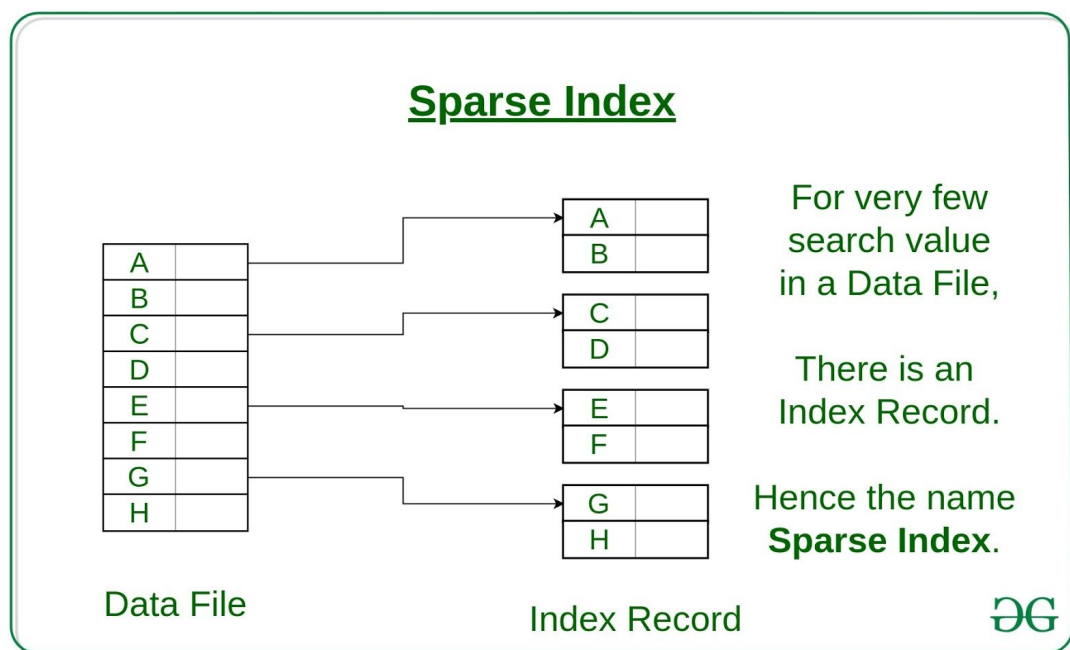 Sparse Index
A
B
C
D
E
F
G
H
Data File
A
B
C
D
E
F
G
H
Index Record
For very few
search value
in a Data File,
There is an
Index Record.
Hence the name
Sparse Index.